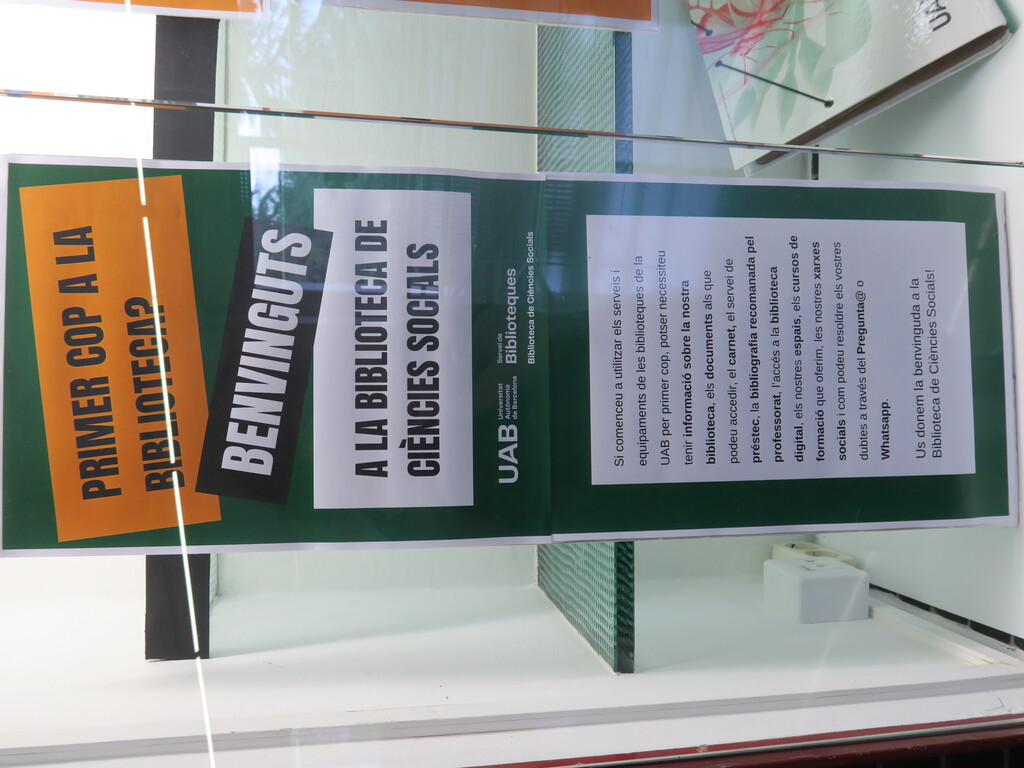 PRIMER COP A LA
BIBLIOTECA?
BENVINGUTS
A LA BIBLIOTECA DE
CIÈNCIES SOCIALS
UAB
Universitat
Autònoma
de Barcelona
Servei de
Biblioteques
Biblioteca de Ciències Socials
Si comenceu a utilitzar els serveis i
equipaments de les biblioteques de la
UAB per primer cop, potser necessiteu
tenir informació sobre la nostra
biblioteca, els documents als que
podeu accedir, el carnet, el servei de
préstec, la bibliografia recomanada pel
professorat, l'accés a la biblioteca
digital, els nostres espais, els cursos de
formació que oferim, les nostres xarxes
socials i com podeu resoldre els vostres
dubtes a través del Pregunta@ o
Whatsapp.
Us donem la benvinguda a la
Biblioteca de Ciències Socials!